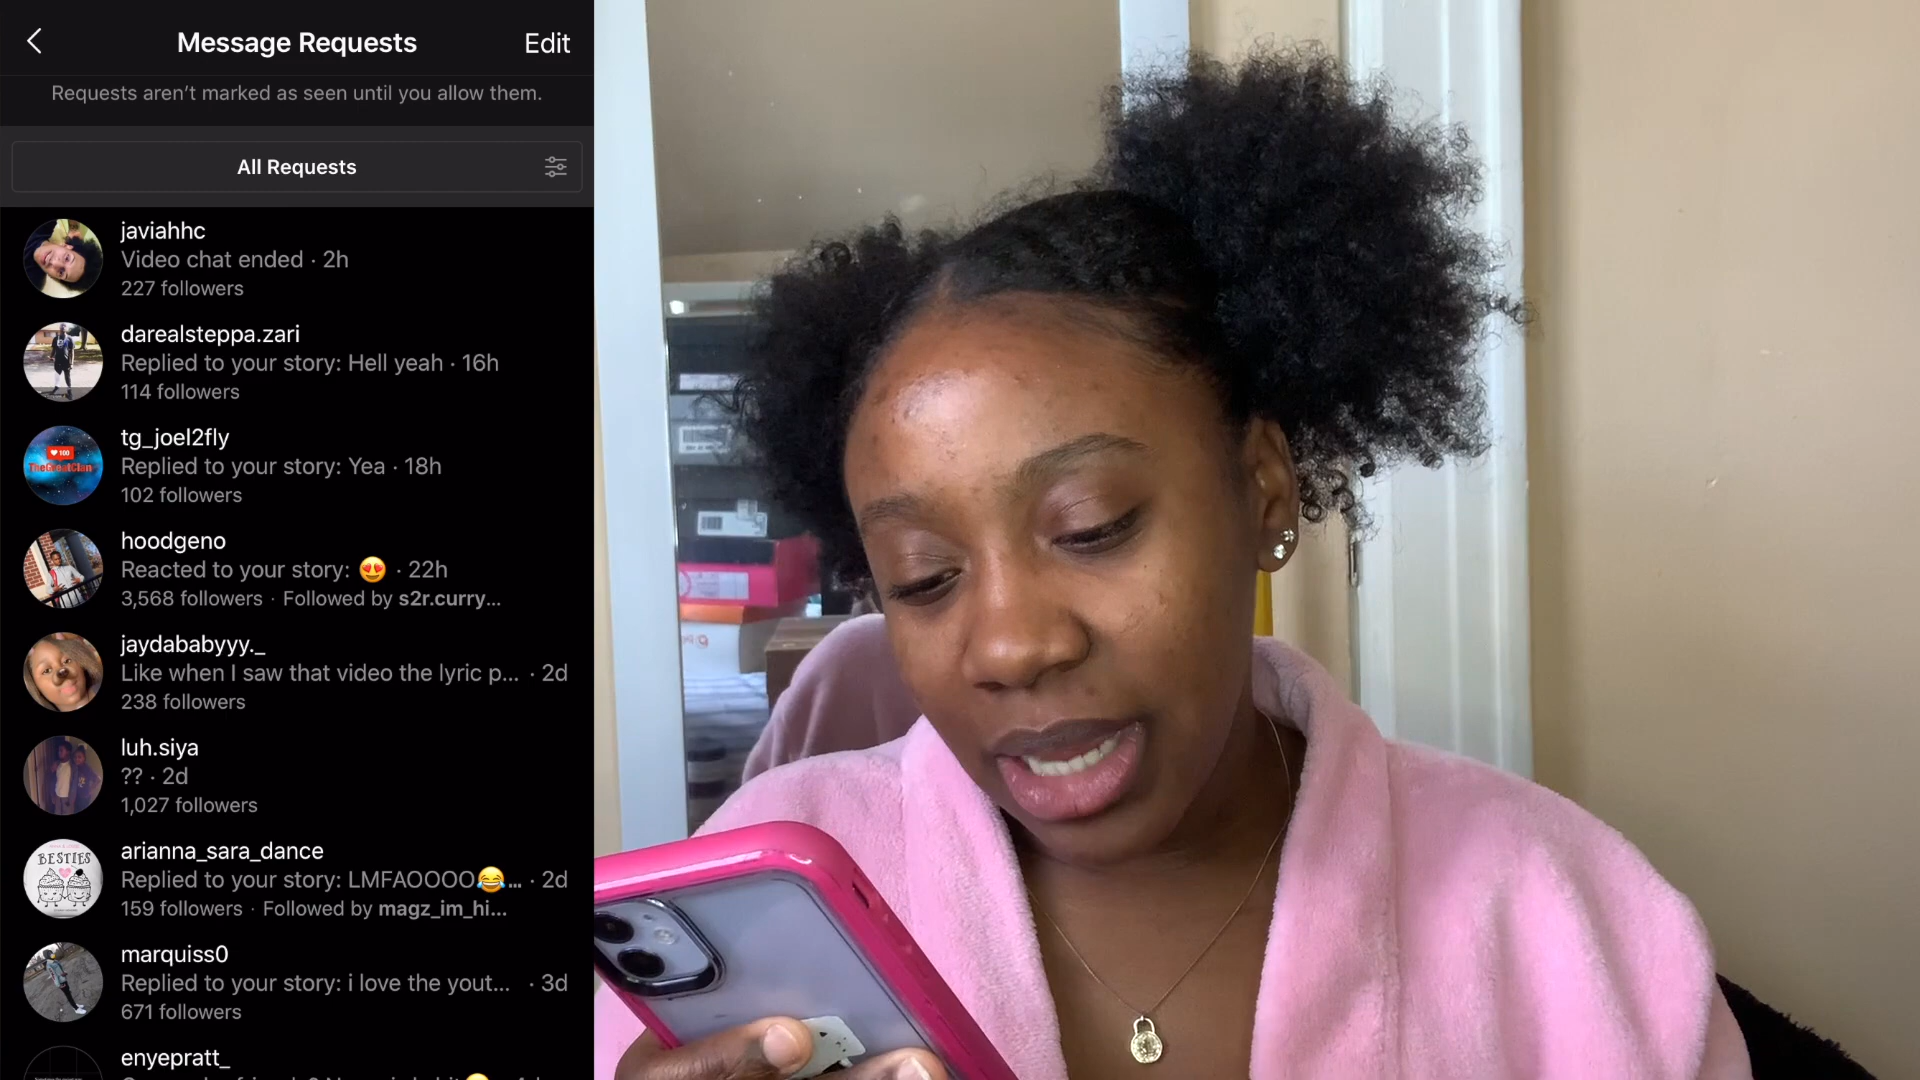 Message Requests
Edit
Requests aren't marked as seen until you allow them.
All Requests
javiahhc
Video chat ended · 2h
227 followers
darealsteppa.zari
Replied to your story: Hell yeah · 16h
114 followers
100
TheGreatClan
tg_joel2fly
Replied to your story: Yea · 18h
102 followers
hoodgeno
Reacted to your story: 😍 · 22h
3,568 followers · Followed by s2r.curry...
jaydababyyy._
Like when I saw that video the lyric p... · 2d
238 followers
luh.siya
?? · 2d
1,027 followers
BESTIES
arianna_sara_dance
Replied to your story: LMFAOOOO😂... · 2d
159 followers · Followed by magz_im_hi...
marquiss0
Replied to your story: i love the yout... · 3d
671 followers
enyepratt_